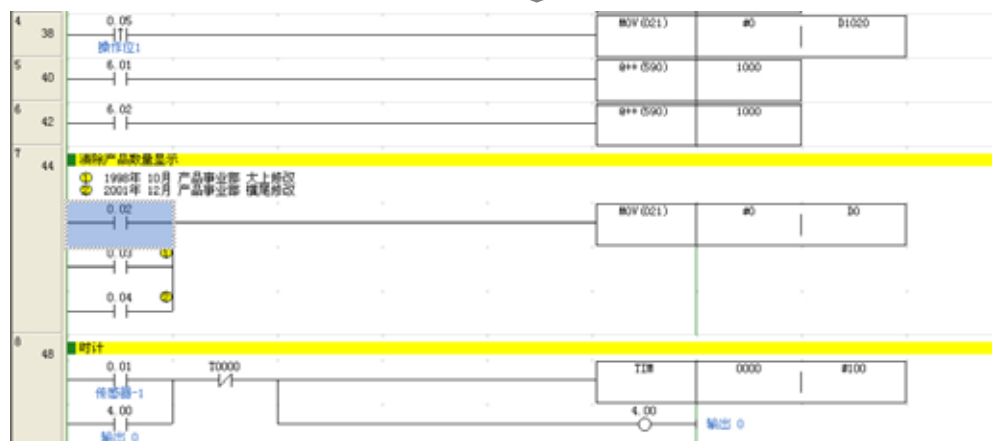 4 38 0.05 MOV(021) #0 D1020
操作位1
5 40 6.01 @++(590) 1000
6 42 6.02 @++(590) 1000
7 44 清除产品数量显示
① 1998年 10月 产品事业部 大上修改
② 2001年 12月 产品事业部 横尾修改
0.02 MOV(021) #0 D0
0.03 ①
0.04 ②
8 48 时计
0.01 T0000 TIM 0000 #100
传感器-1
4.00 4.00 输出 0
输出 0